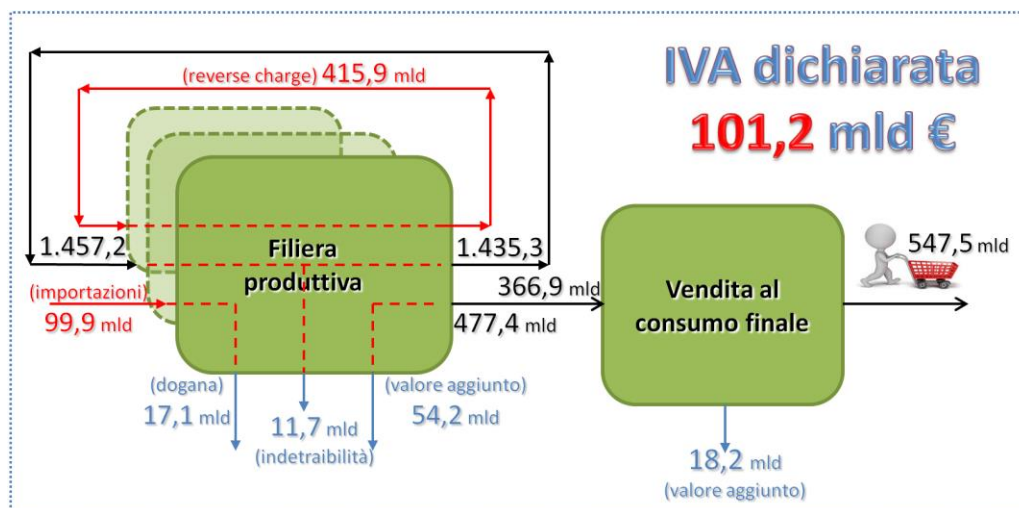 (reverse charge) 415,9 mld
IVA dichiarata
101,2 mld €
1.457,2
Filiera
produttiva
1.435,3
547,5 mld
(importazioni)
99,9 mld
366,9 mld
477,4 mld
Vendita al
consumo finale
(dogana)
17,1 mld
11,7 mld
(indetraibilità)
(valore aggiunto)
54,2 mld
18,2 mld
(valore aggiunto)